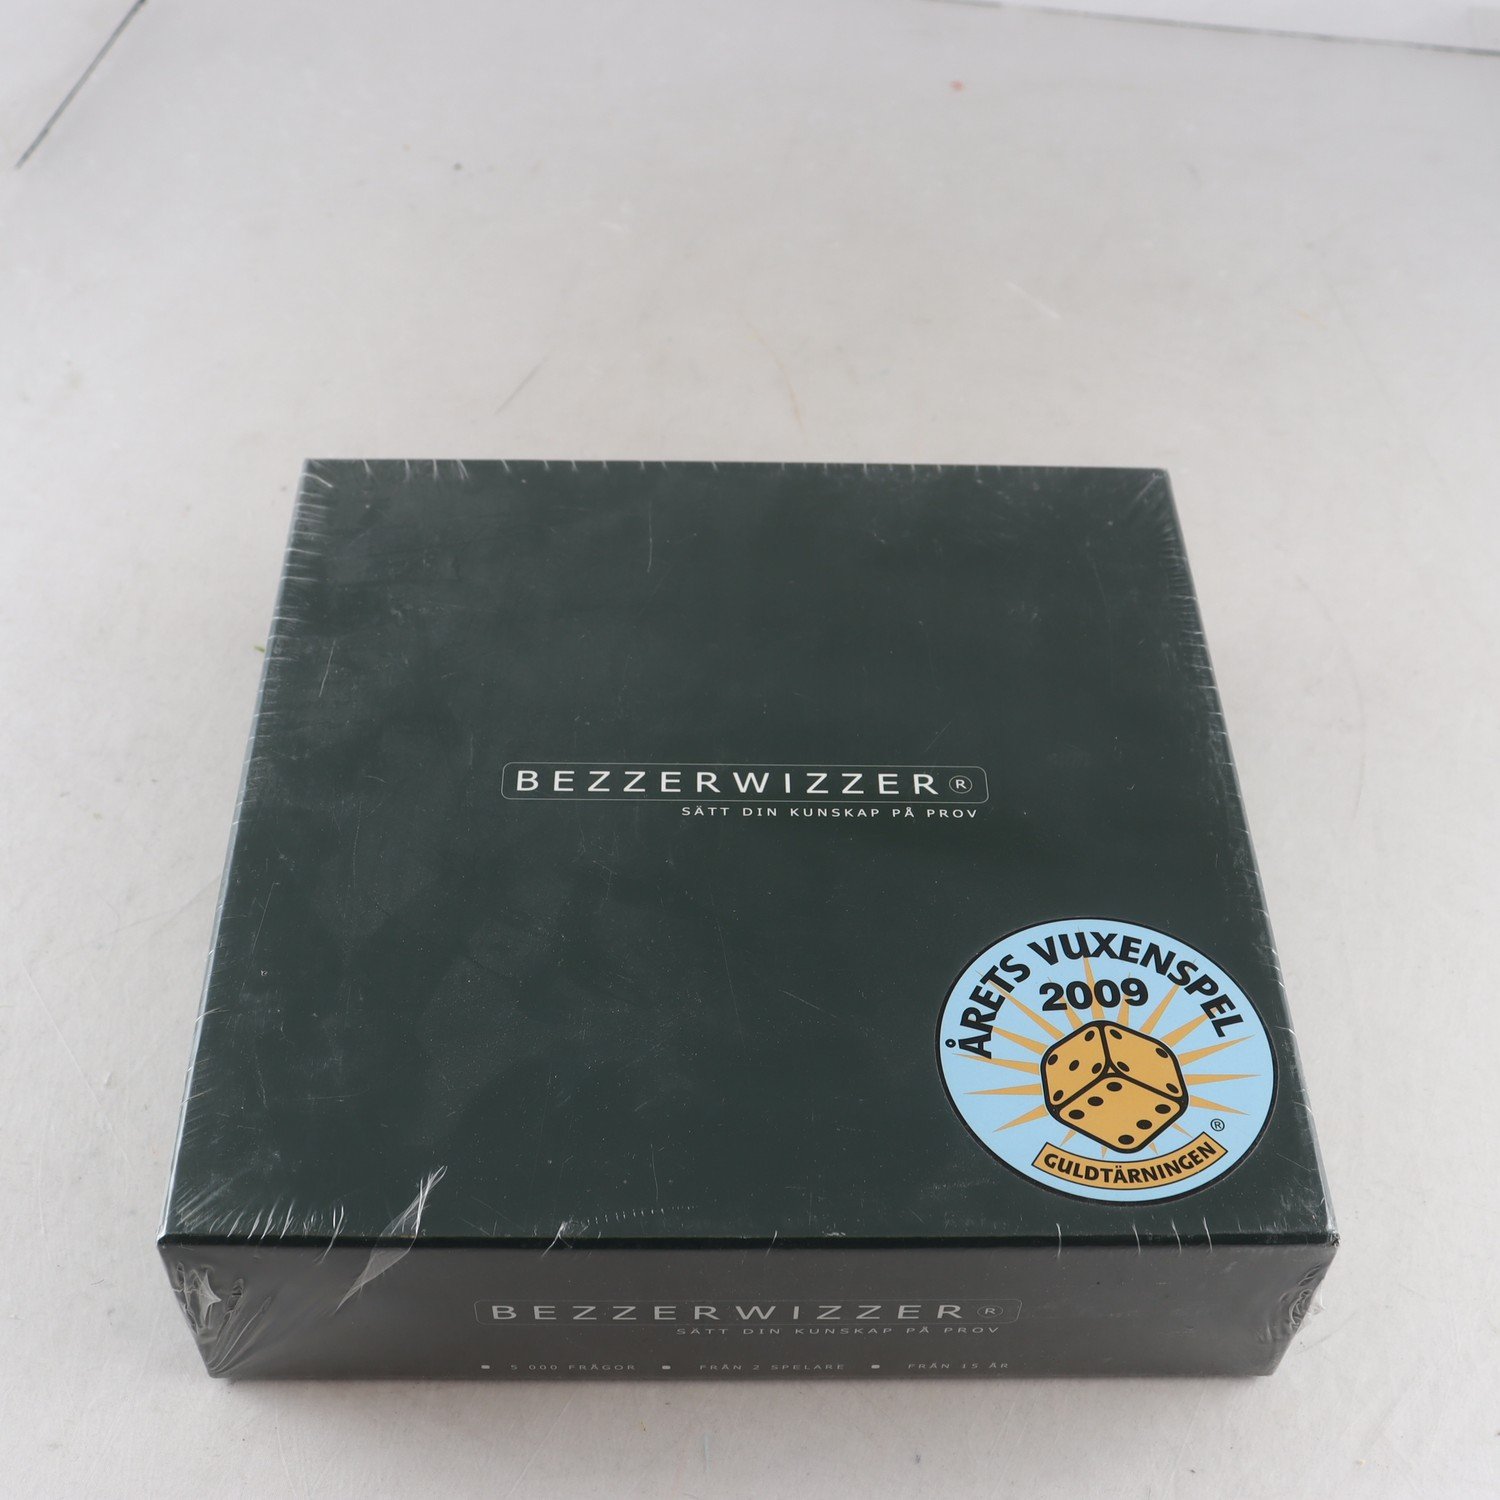 BEZZERWIZZER®
SÄTT DIN KUNSKAP PÅ PROV
ÅRETS VUXENSPEL
2009
®
GULDTÄRNINGEN
BEZZERWIZZER®
SÄTT DIN KUNSKAP PÅ PROV
▪ 5 000 FRÅGOR ▪ FRÅN 2 SPELARE ▪ FRÅN 15 ÅR